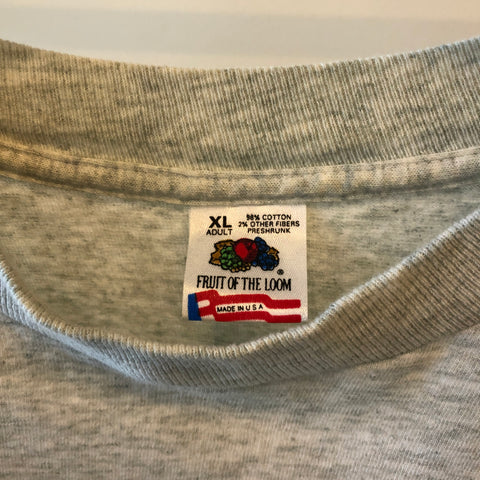 XL 98% COTTON
ADULT 2% OTHER FIBERS
PRESHRUNK
®
FRUIT OF THE LOOM
MADE IN U S A